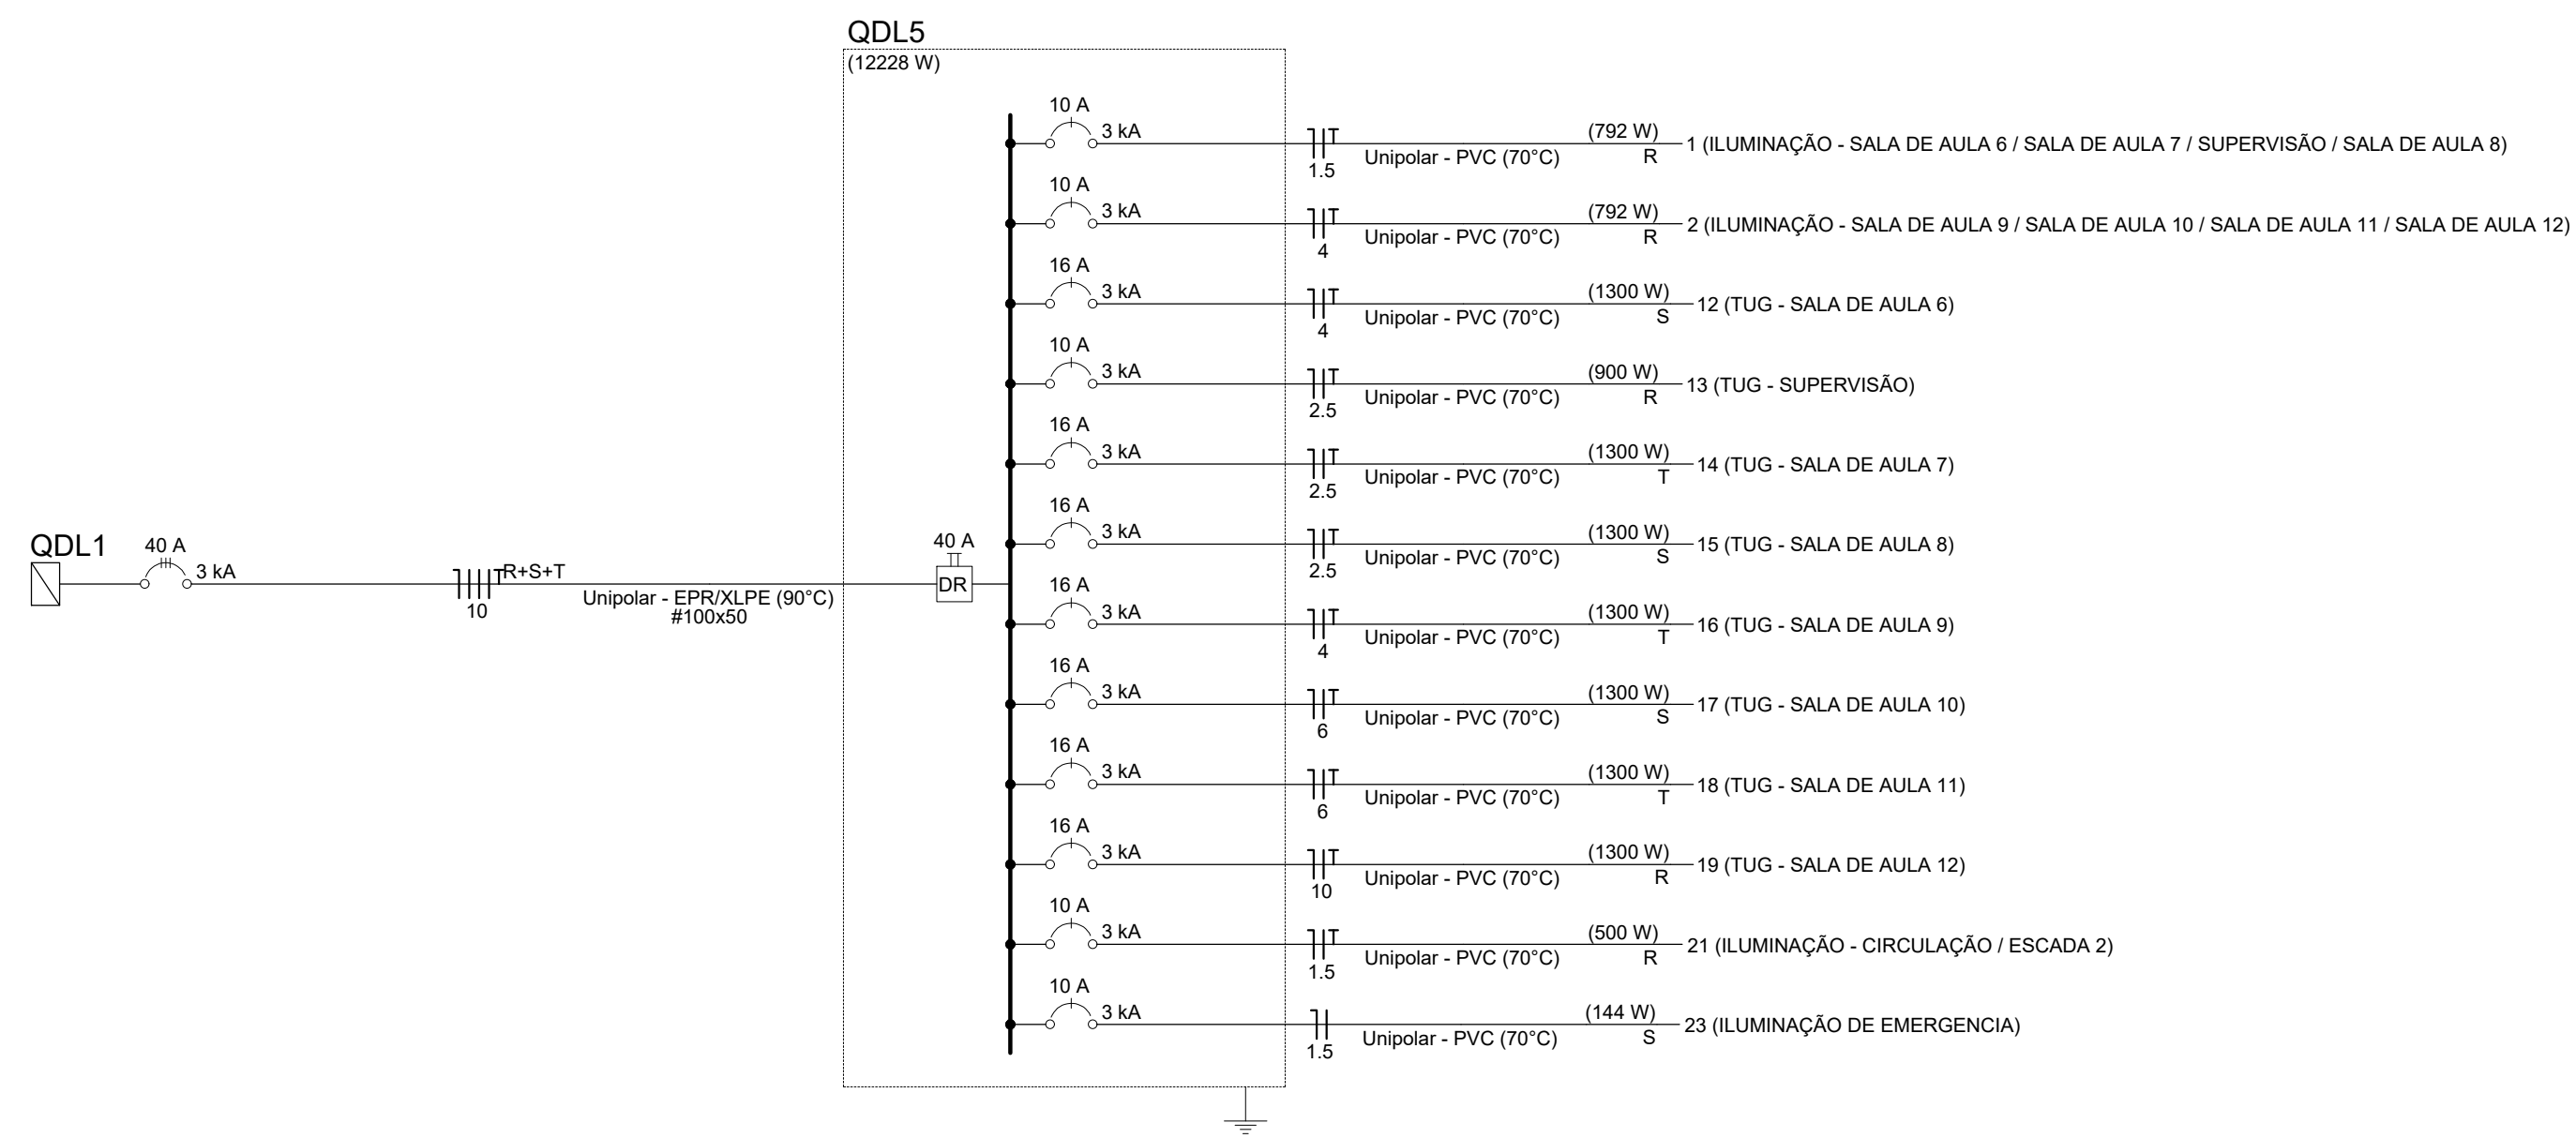 QDL5
(12228 W)
10 A
3 kA
1.5
Unipolar - PVC (70°C)
(792 W)
R
1 (ILUMINAÇÃO - SALA DE AULA 6 / SALA DE AULA 7 / SUPERVISÃO / SALA DE AULA 8)
10 A
3 kA
4
Unipolar - PVC (70°C)
(792 W)
R
2 (ILUMINAÇÃO - SALA DE AULA 9 / SALA DE AULA 10 / SALA DE AULA 11 / SALA DE AULA 12)
16 A
3 kA
4
Unipolar - PVC (70°C)
(1300 W)
S
12 (TUG - SALA DE AULA 6)
10 A
3 kA
2.5
Unipolar - PVC (70°C)
(900 W)
R
13 (TUG - SUPERVISÃO)
16 A
3 kA
2.5
Unipolar - PVC (70°C)
(1300 W)
T
14 (TUG - SALA DE AULA 7)
16 A
3 kA
2.5
Unipolar - PVC (70°C)
(1300 W)
S
15 (TUG - SALA DE AULA 8)
QDL1
40 A
3 kA
10
R+S+T
Unipolar - EPR/XLPE (90°C)
#100x50
40 A
DR
16 A
3 kA
4
Unipolar - PVC (70°C)
(1300 W)
T
16 (TUG - SALA DE AULA 9)
16 A
3 kA
6
Unipolar - PVC (70°C)
(1300 W)
S
17 (TUG - SALA DE AULA 10)
16 A
3 kA
6
Unipolar - PVC (70°C)
(1300 W)
T
18 (TUG - SALA DE AULA 11)
16 A
3 kA
10
Unipolar - PVC (70°C)
(1300 W)
R
19 (TUG - SALA DE AULA 12)
10 A
3 kA
1.5
Unipolar - PVC (70°C)
(500 W)
R
21 (ILUMINAÇÃO - CIRCULAÇÃO / ESCADA 2)
10 A
3 kA
1.5
Unipolar - PVC (70°C)
(144 W)
S
23 (ILUMINAÇÃO DE EMERGENCIA)